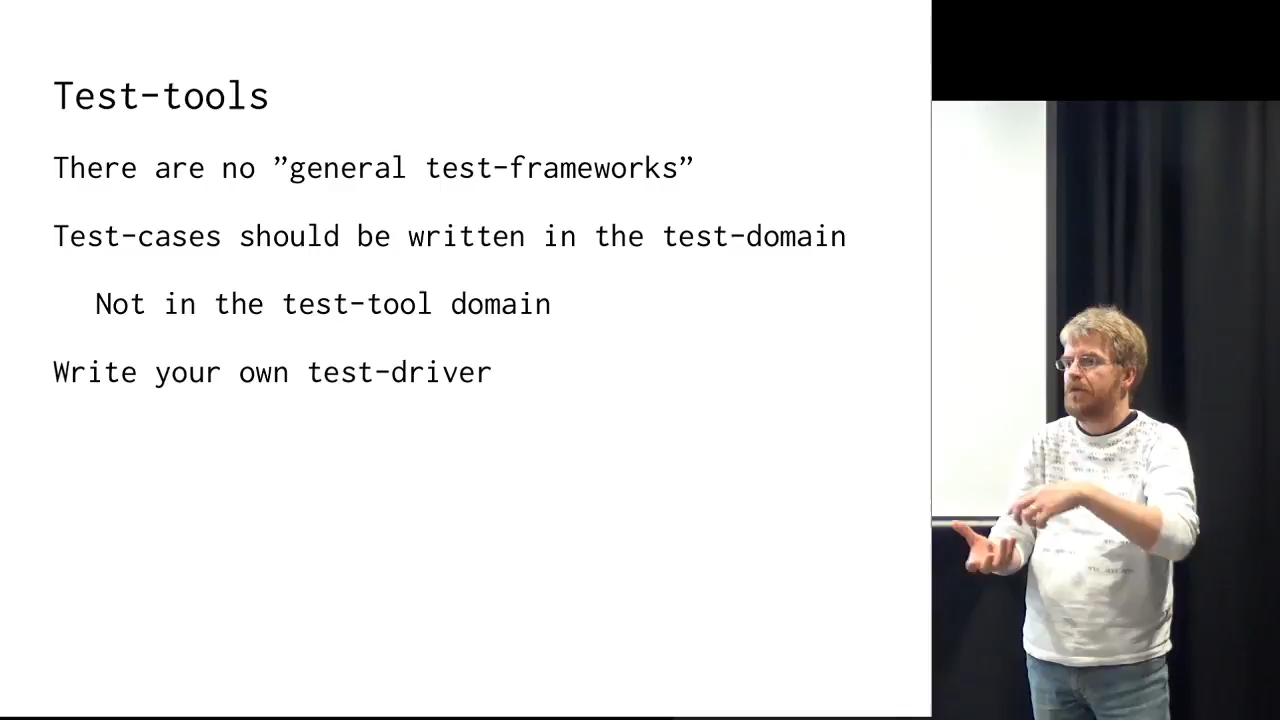 Test-tools
There are no ”general test-frameworks”
Test-cases should be written in the test-domain
Not in the test-tool domain
Write your own test-driver